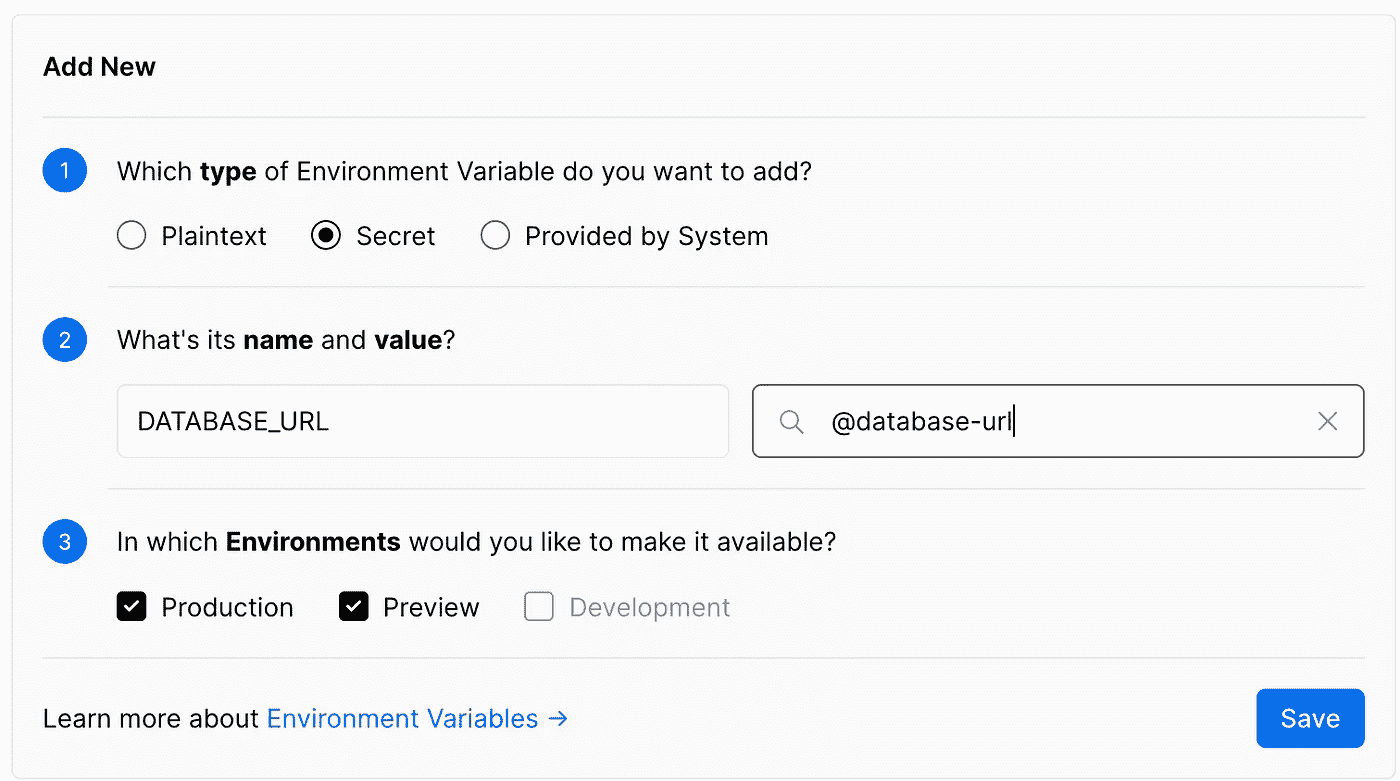 Add New
1 Which type of Environment Variable do you want to add?
Plaintext Secret Provided by System
2 What's its name and value?
DATABASE_URL @database-url
3 In which Environments would you like to make it available?
Production Preview Development
Learn more about Environment Variables → Save